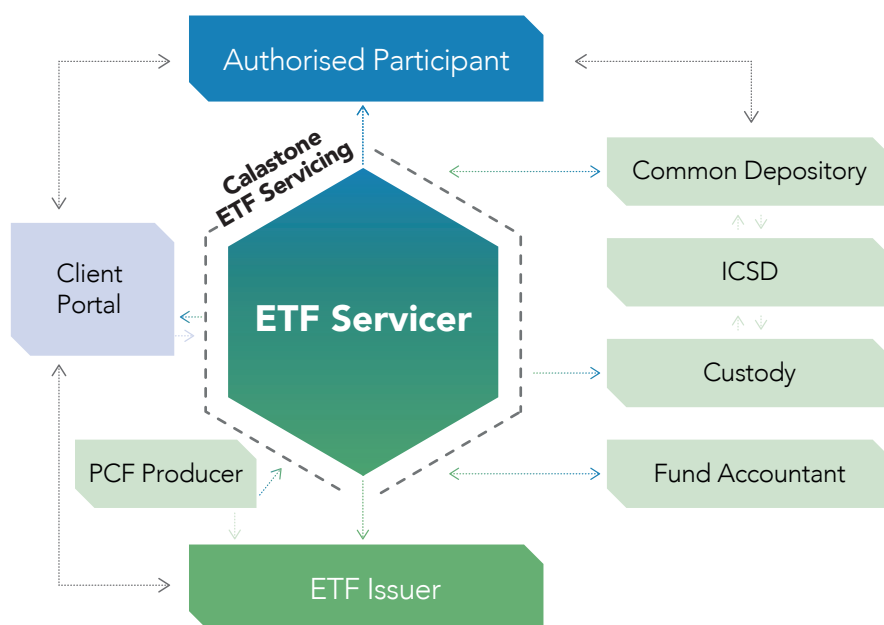 Authorised Participant
Calastone
ETF Servicing
Common Depository
Client
Portal
ICSD
ETF Servicer
Custody
PCF Producer
Fund Accountant
ETF Issuer